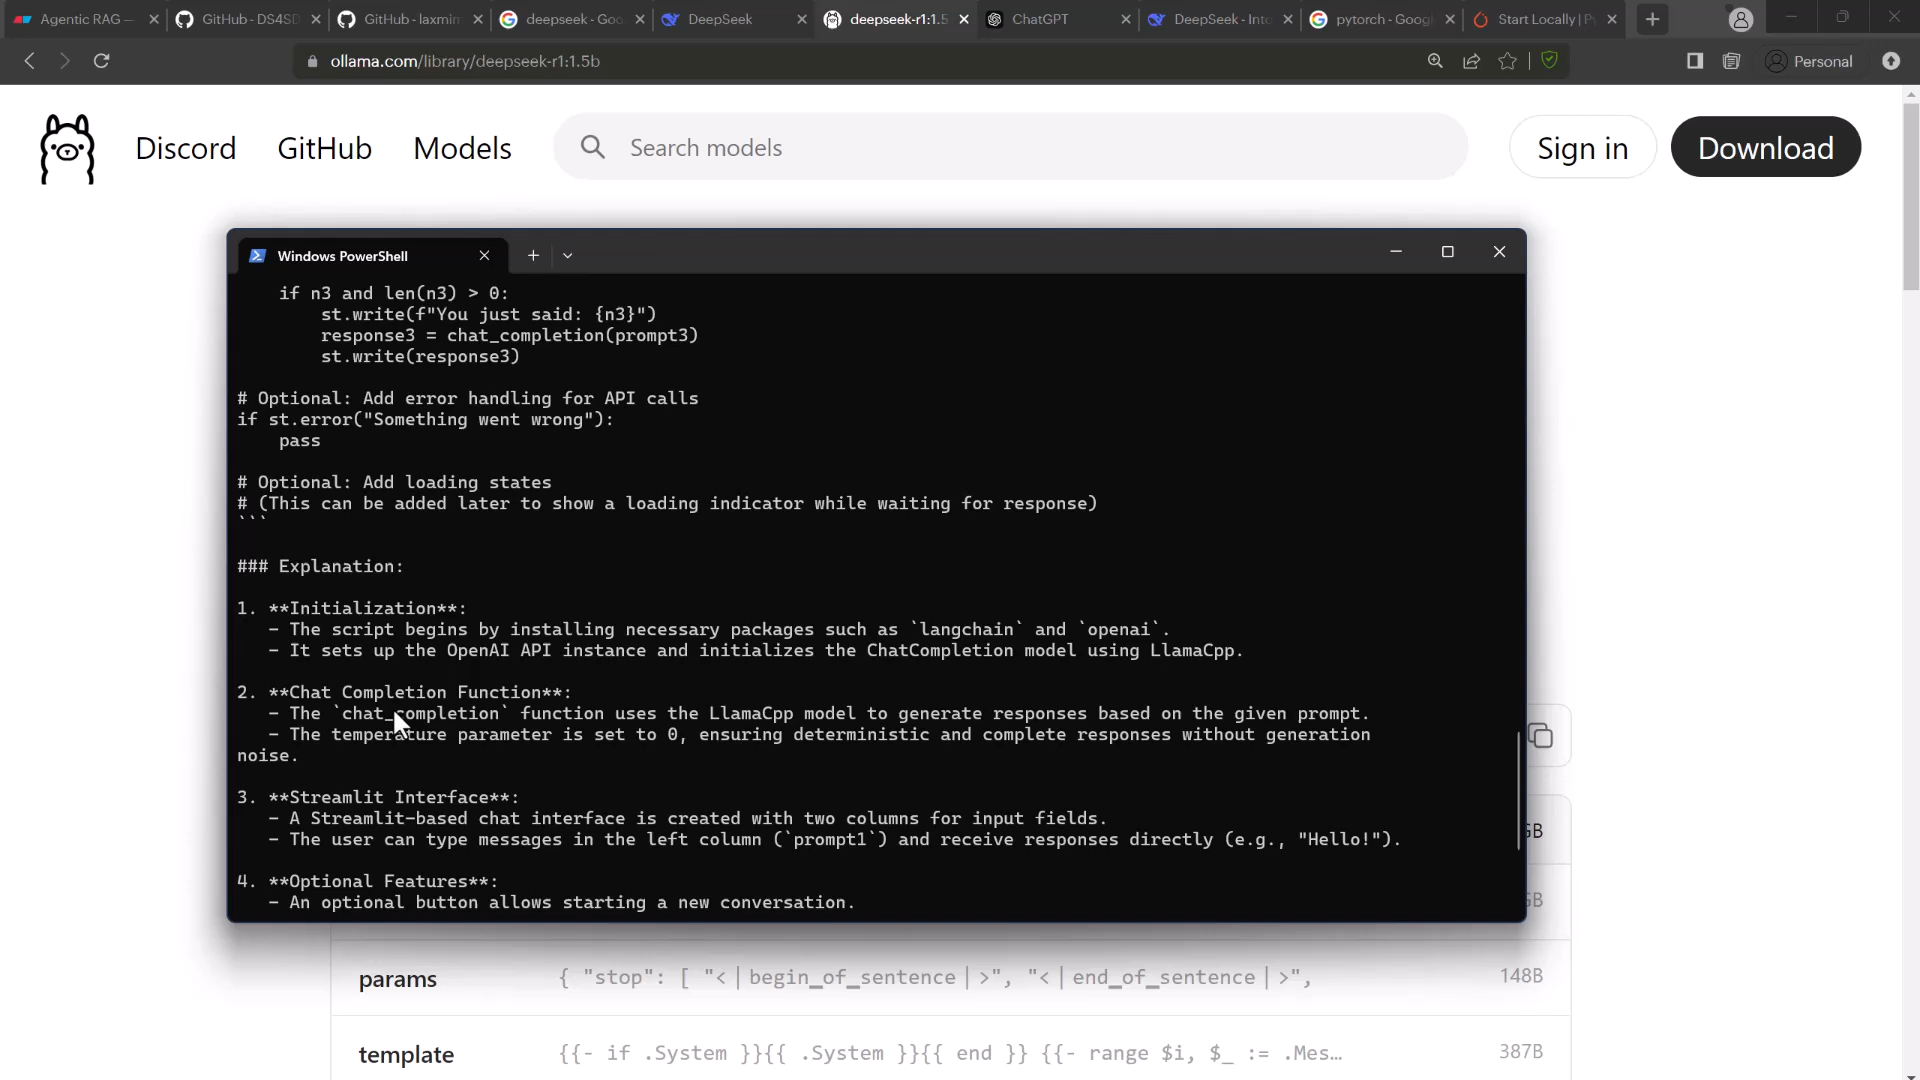 Agentic RAG —
GitHub - DS4SD
GitHub - laxmim
deepseek - Goo
DeepSeek
deepseek-r1:1.5
ChatGPT
DeepSeek - Into
pytorch - Googl
Start Locally | Py
ollama.com/library/deepseek-r1:1.5b
Personal
Discord
GitHub
Models
Search models
Sign in
Download
Windows PowerShell
if n3 and len(n3) > 0:
st.write(f"You just said: {n3}")
response3 = chat_completion(prompt3)
st.write(response3)
# Optional: Add error handling for API calls
if st.error("Something went wrong"):
pass
# Optional: Add loading states
# (This can be added later to show a loading indicator while waiting for response)
```
### Explanation:
1. **Initialization**:
- The script begins by installing necessary packages such as `langchain` and `openai`.
- It sets up the OpenAI API instance and initializes the ChatCompletion model using LlamaCpp.
2. **Chat Completion Function**:
- The `chat_completion` function uses the LlamaCpp model to generate responses based on the given prompt.
- The temperature parameter is set to 0, ensuring deterministic and complete responses without generation
noise.
3. **Streamlit Interface**:
- A Streamlit-based chat interface is created with two columns for input fields.
- The user can type messages in the left column (`prompt1`) and receive responses directly (e.g., "Hello!").
4. **Optional Features**:
- An optional button allows starting a new conversation.
GB
GB
params
{ "stop": [ "<|begin_of_sentence|>", "<|end_of_sentence|>",
148B
template
{{- if .System }}{{ .System }}{{ end }} {{- range $i, $_ := .Mes…
387B